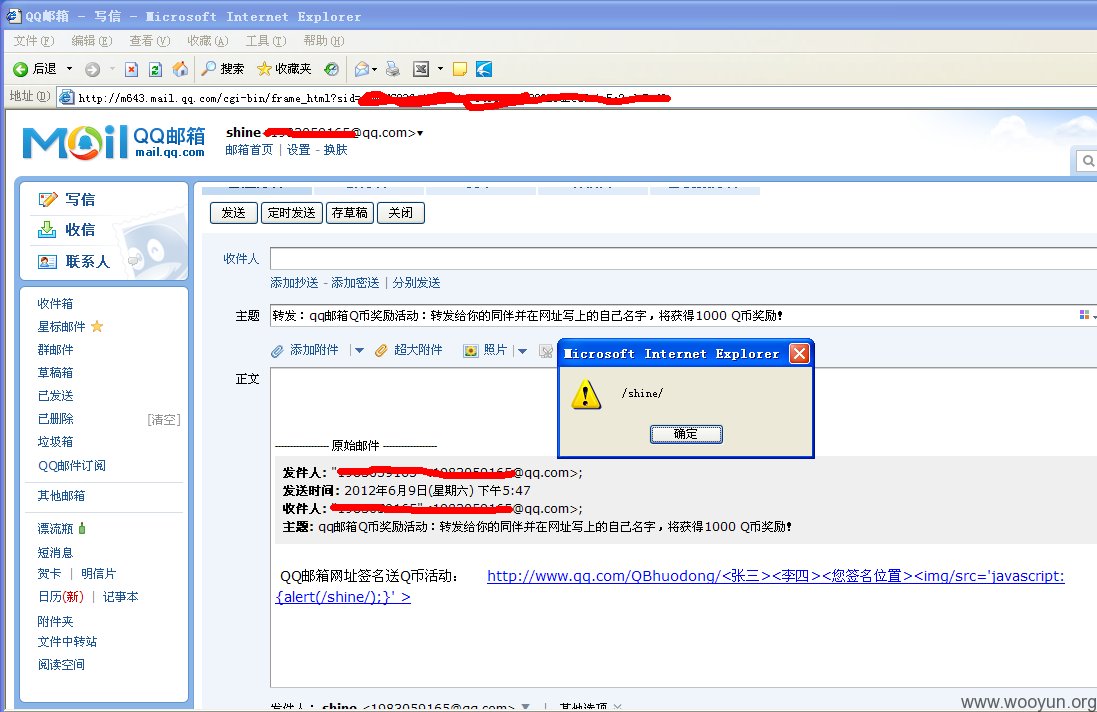 QQ邮箱 - 写信 - Microsoft Internet Explorer
文件(F) 编辑(E) 查看(V) 收藏(A) 工具(T) 帮助(H)
后退 搜索 收藏夹
地址(D) http://m643.mail.qq.com/cgi-bin/frame_html?sid=
Mail QQ邮箱 mail.qq.com
shine @qq.com>
邮箱首页 | 设置 - 换肤
写信
收信
联系人
收件箱
星标邮件
群邮件
草稿箱
已发送
已删除 [清空]
垃圾箱
QQ邮件订阅
其他邮箱
漂流瓶
短消息
贺卡 | 明信片
日历(新) | 记事本
附件夹
文件中转站
阅读空间
发送 定时发送 存草稿 关闭
收件人
添加抄送 - 添加密送 | 分别发送
主题 转发：qq邮箱Q币奖励活动：转发给你的同伴并在网址写上的自己名字，将获得1000 Q币奖励!
添加附件 | 超大附件 照片 |
正文
Microsoft Internet Explorer
/shine/
确定
------------------ 原始邮件 ------------------
发件人: @qq.com>;
发送时间: 2012年6月9日(星期六) 下午5:47
收件人: @qq.com>;
主题: qq邮箱Q币奖励活动：转发给你的同伴并在网址写上的自己名字，将获得1000 Q币奖励!
QQ邮箱网址签名送Q币活动： http://www.qq.com/QBhuodong/<张三><李四><您签名位置><img/src='javascript:
{alert(/shine/);}' >
发件人： shine <1983059165@qq.com> | 其他选项
www.wooyun.org